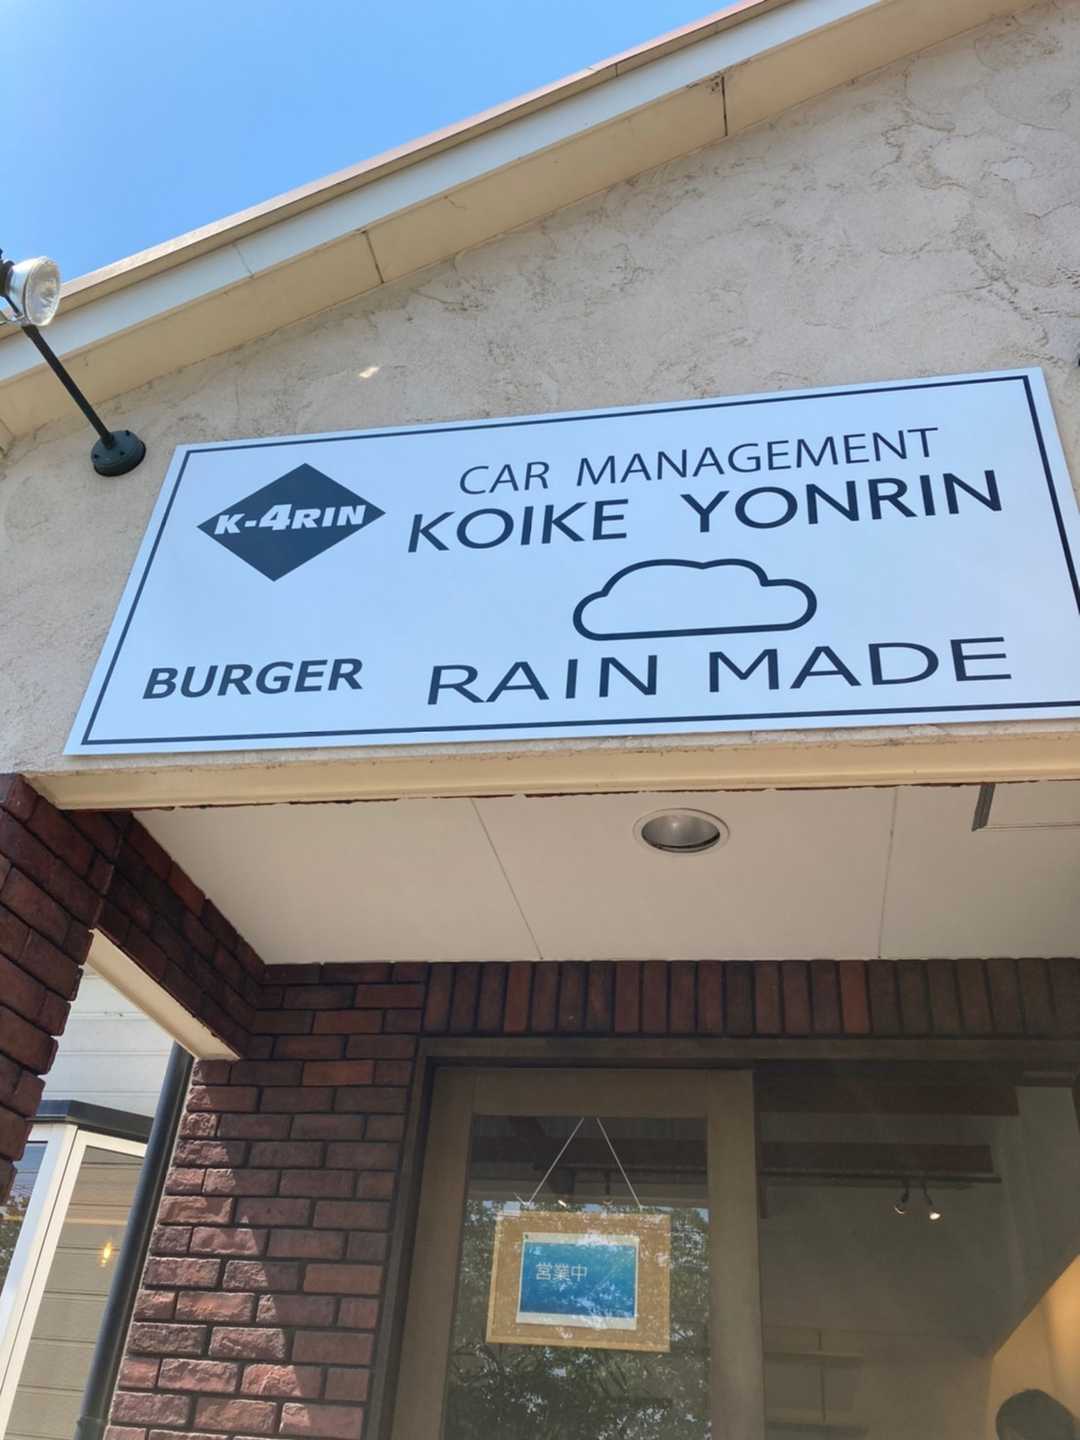 K-4RIN
CAR MANAGEMENT
KOIKE YONRIN
BURGER
RAIN MADE
営業中